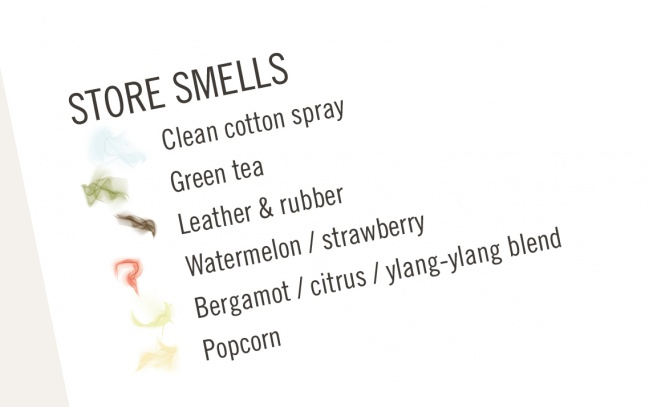 STORE SMELLS
Clean cotton spray
Green tea
Leather & rubber
Watermelon / strawberry
Bergamot / citrus / ylang-ylang blend
Popcorn